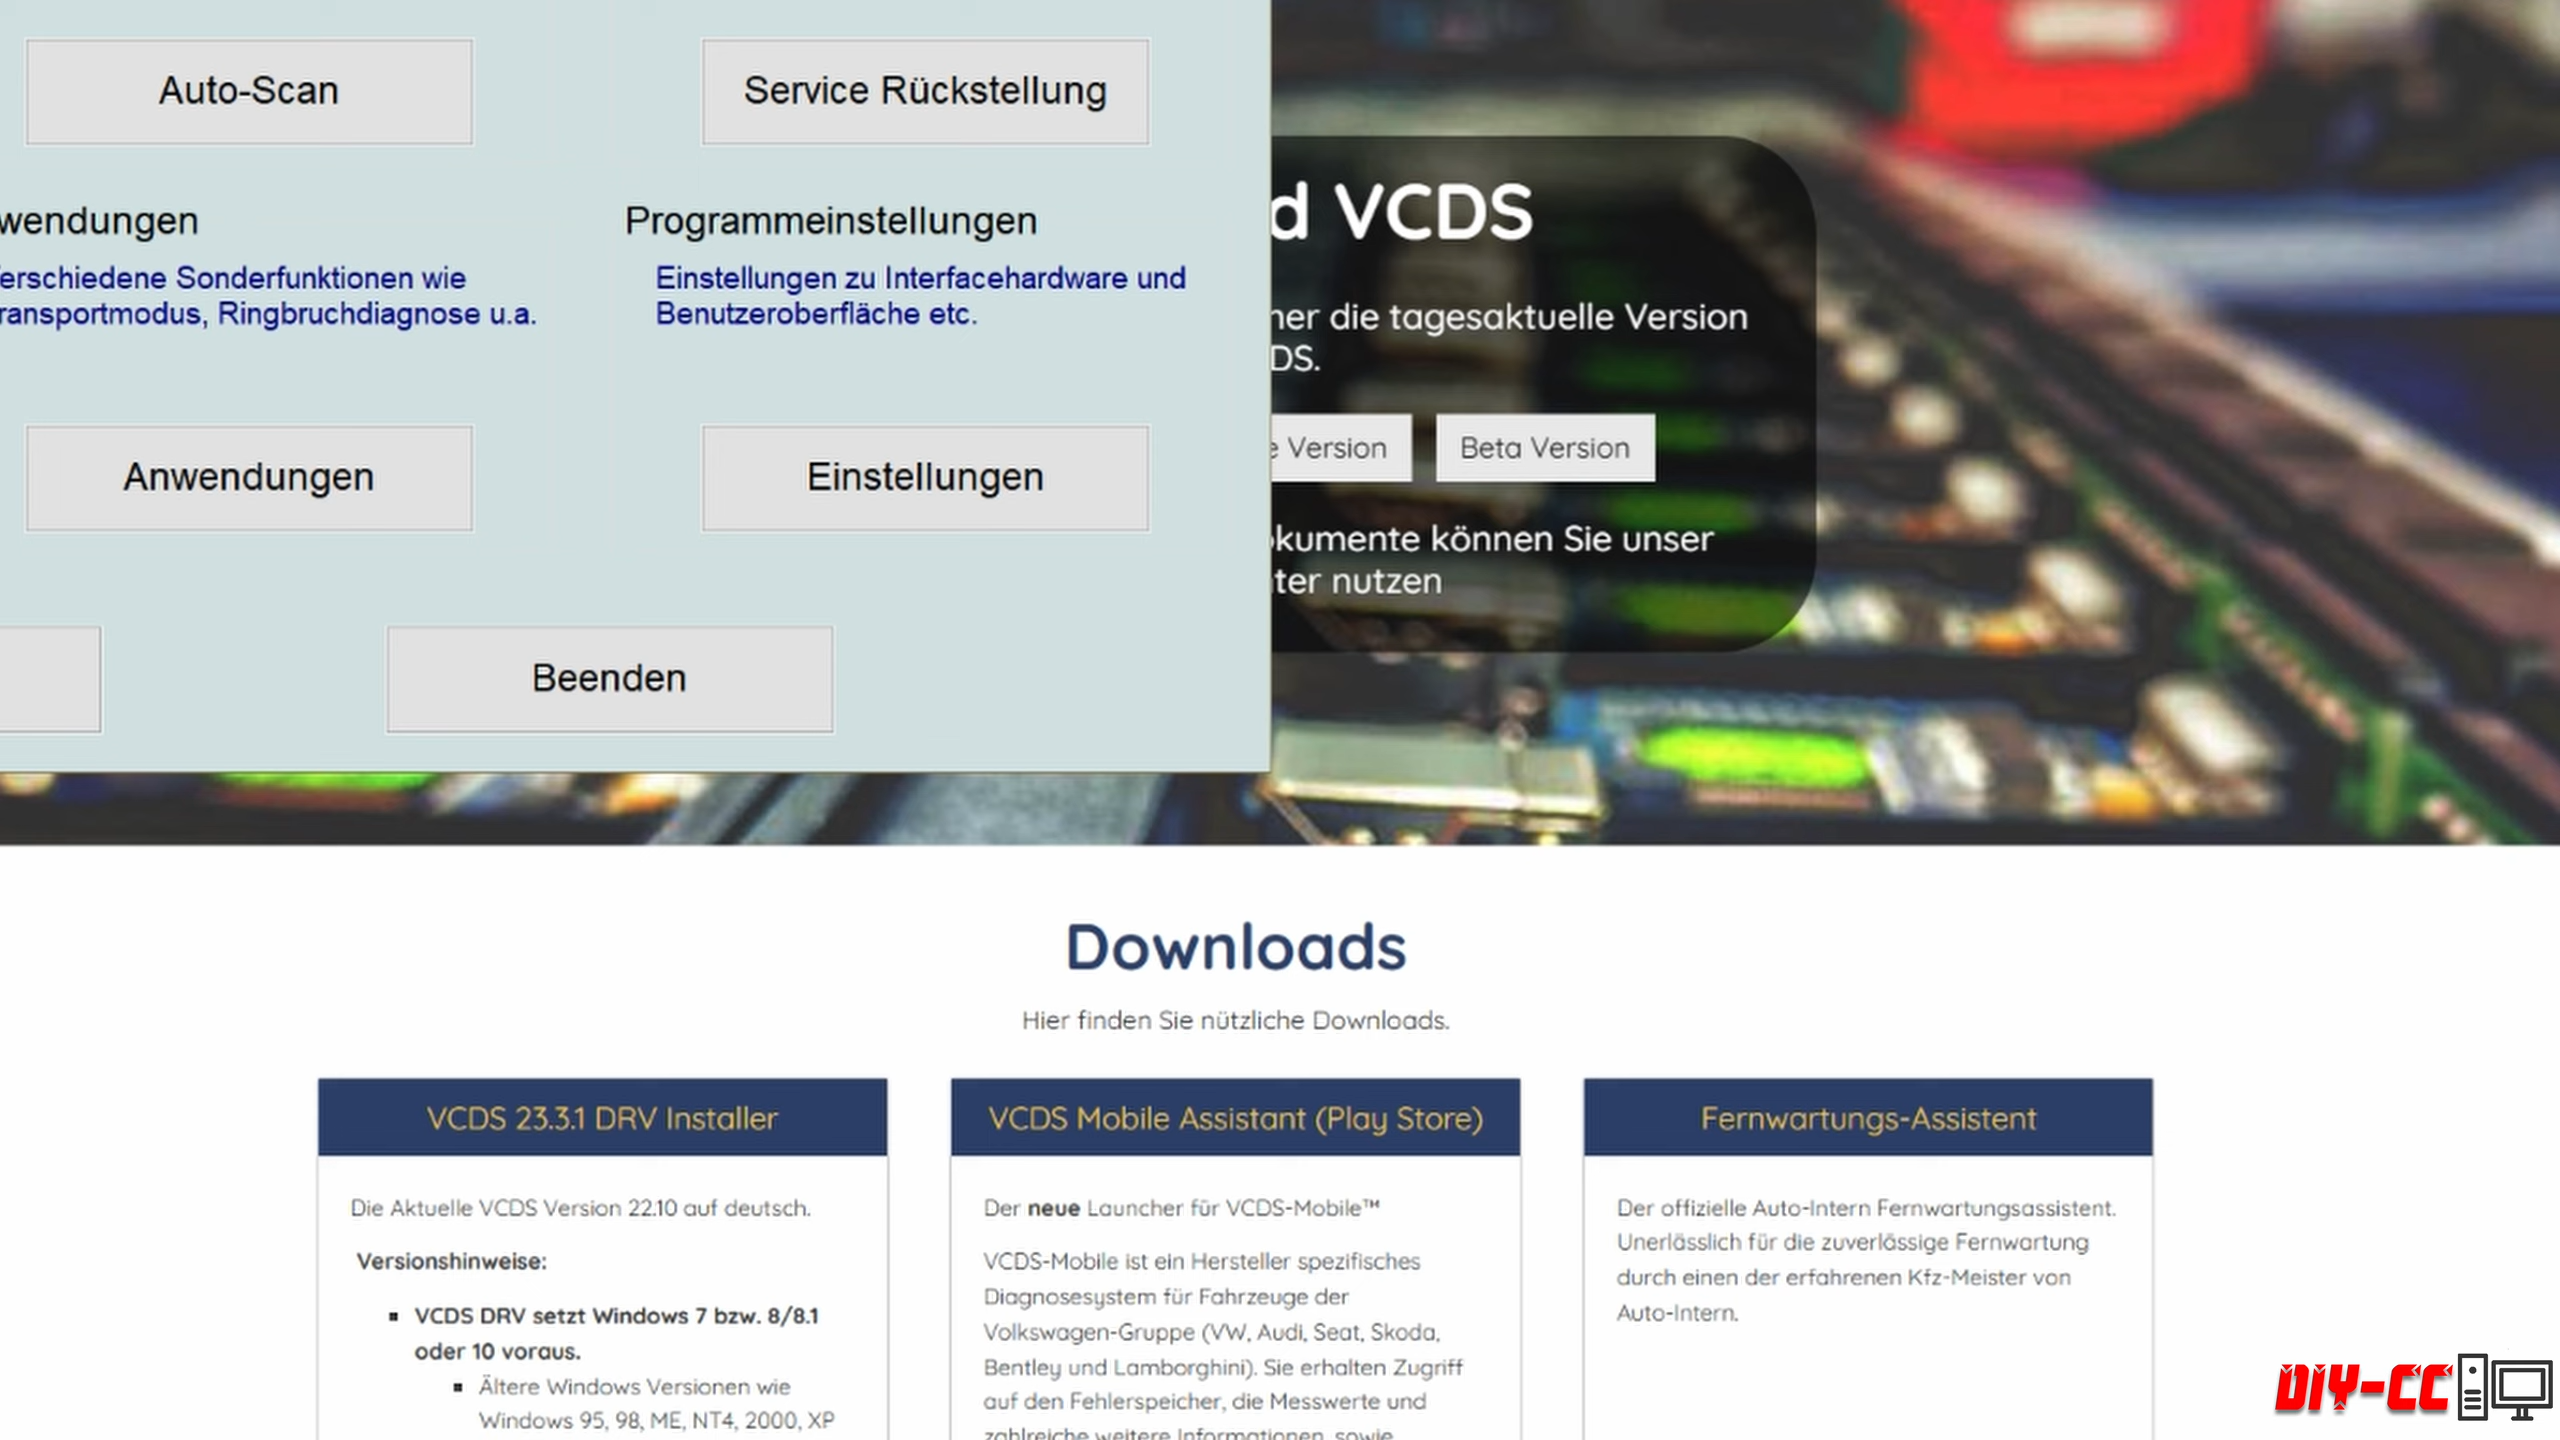 Auto-Scan
Service Rückstellung
wendungen
Programmeinstellungen
erschiedene Sonderfunktionen wie
ransportmodus, Ringbruchdiagnose u.a.
Einstellungen zu Interfacehardware und
Benutzeroberfläche etc.
Anwendungen
Einstellungen
Beenden
d VCDS
ner die tagesaktuelle Version
DS.
e Version
Beta Version
okumente können Sie unser
ter nutzen
Downloads
Hier finden Sie nützliche Downloads.
VCDS 23.3.1 DRV Installer
Die Aktuelle VCDS Version 22.10 auf deutsch.
Versionshinweise:
▪ VCDS DRV setzt Windows 7 bzw. 8/8.1
oder 10 voraus.
▪ Ältere Windows Versionen wie
Windows 95, 98, ME, NT4, 2000, XP
VCDS Mobile Assistant (Play Store)
Der neue Launcher für VCDS-Mobile™
VCDS-Mobile ist ein Hersteller spezifisches
Diagnosesystem für Fahrzeuge der
Volkswagen-Gruppe (VW, Audi, Seat, Skoda,
Bentley und Lamborghini). Sie erhalten Zugriff
auf den Fehlerspeicher, die Messwerte und
zahlreiche weitere Informationen, sowie
Fernwartungs-Assistent
Der offizielle Auto-Intern Fernwartungsassistent.
Unerlässlich für die zuverlässige Fernwartung
durch einen der erfahrenen Kfz-Meister von
Auto-Intern.
DIY-CC